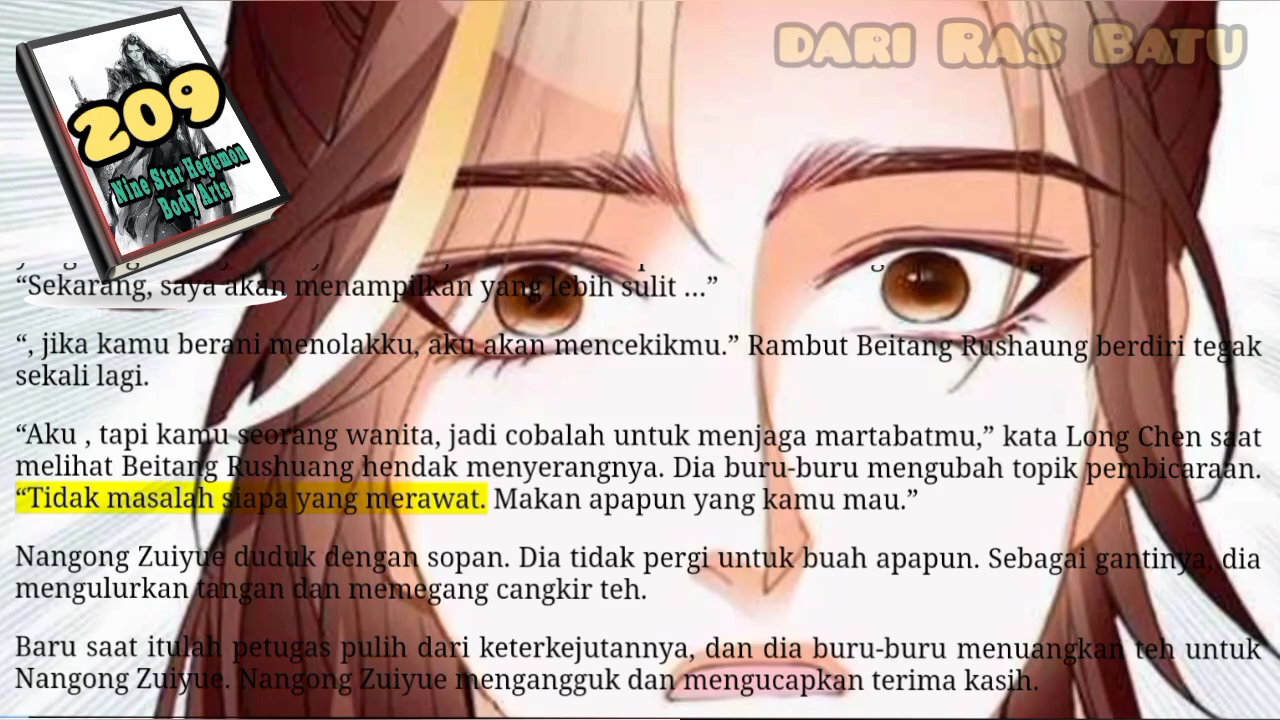 DARI RAS BATU
209
Nine Star Hegemon
Body Arts
“Sekarang, saya akan menampilkan yang lebih sulit ...”
“, jika kamu berani menolakku, aku akan mencekikmu.” Rambut Beitang Rushaung berdiri tegak
sekali lagi.
“Aku , tapi kamu seorang wanita, jadi cobalah untuk menjaga martabatmu,” kata Long Chen saat
melihat Beitang Rushuang hendak menyerangnya. Dia buru-buru mengubah topik pembicaraan.
“Tidak masalah siapa yang merawat. Makan apapun yang kamu mau.”
Nangong Zuiyue duduk dengan sopan. Dia tidak pergi untuk buah apapun. Sebagai gantinya, dia
mengulurkan tangan dan memegang cangkir teh.
Baru saat itulah petugas pulih dari keterkejutannya, dan dia buru-buru menuangkan teh untuk
Nangong Zuiyue. Nangong Zuiyue mengangguk dan mengucapkan terima kasih.